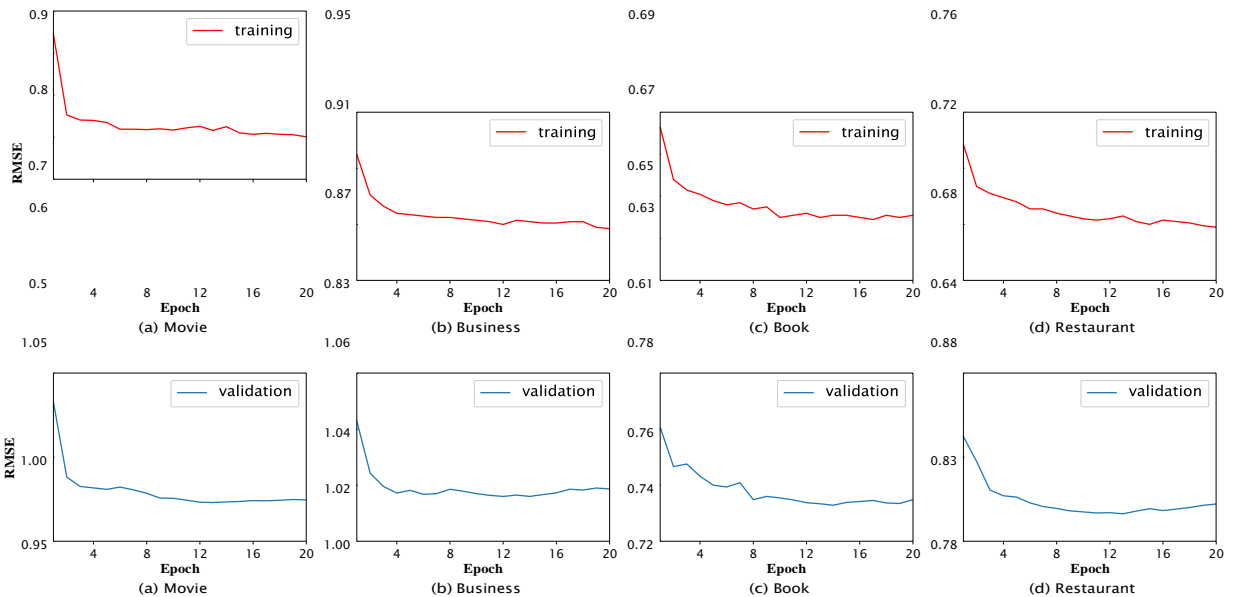 0.9
0.8
0.7
0.6
0.5
RMSE
training
4 8 12 16 20
Epoch
(a) Movie
0.95
0.91
0.87
0.83
training
4 8 12 16 20
Epoch
(b) Business
0.69
0.67
0.65
0.63
0.61
training
4 8 12 16 20
Epoch
(c) Book
0.76
0.72
0.68
0.64
training
4 8 12 16 20
Epoch
(d) Restaurant
1.05
1.00
0.95
RMSE
validation
4 8 12 16 20
Epoch
(a) Movie
1.06
1.04
1.02
1.00
validation
4 8 12 16 20
Epoch
(b) Business
0.78
0.76
0.74
0.72
validation
4 8 12 16 20
Epoch
(c) Book
0.88
0.83
0.78
validation
4 8 12 16 20
Epoch
(d) Restaurant